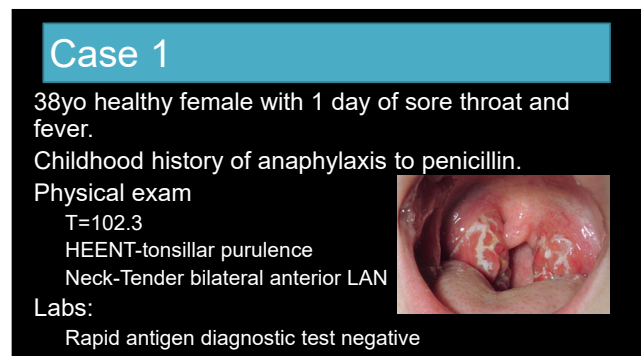 Case 1
38yo healthy female with 1 day of sore throat and
fever.
Childhood history of anaphylaxis to penicillin.
Physical exam
T=102.3
HEENT-tonsillar purulence
Neck-Tender bilateral anterior LAN
Labs:
Rapid antigen diagnostic test negative